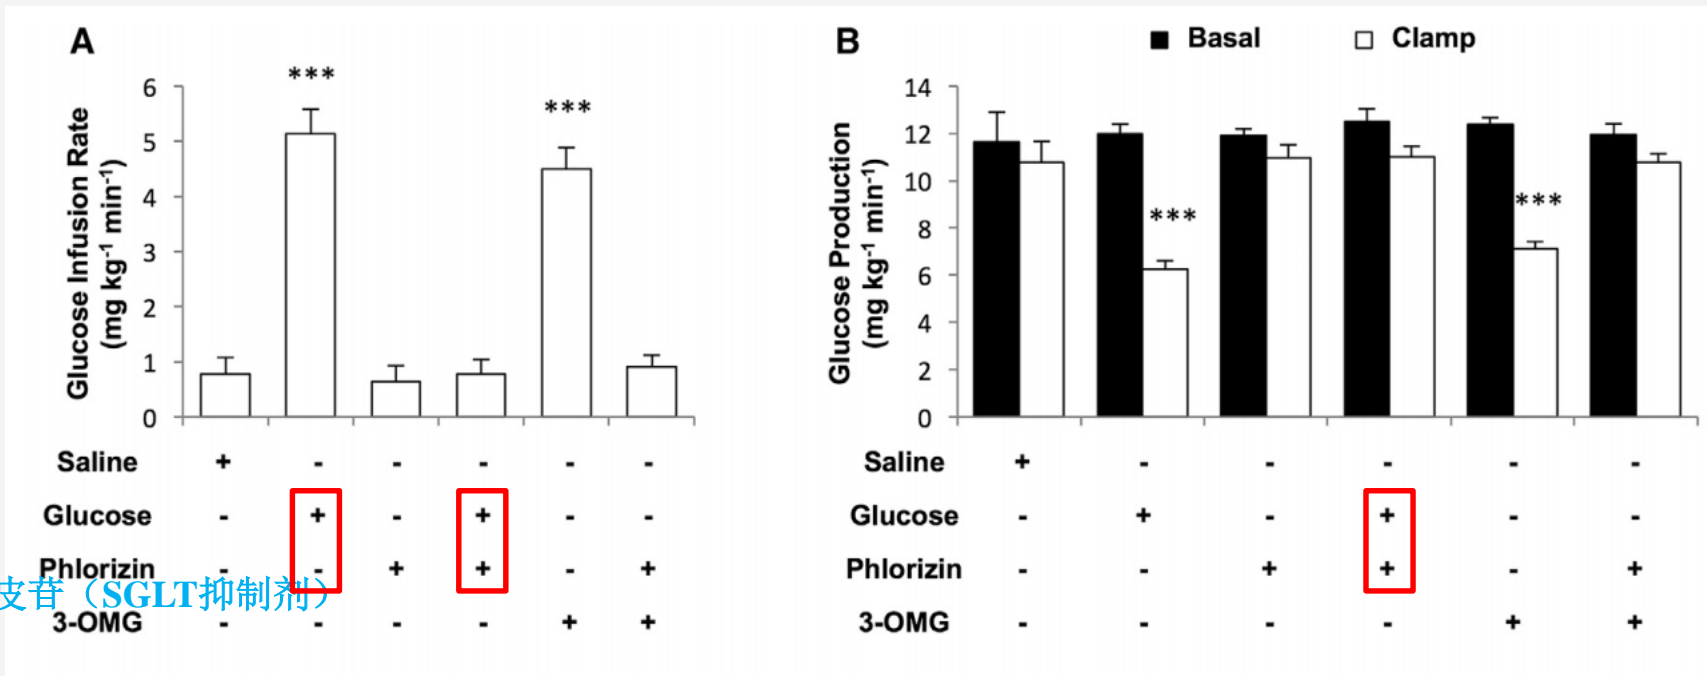 A
***
***
6
5
4
3
2
1
0
Glucose Infusion Rate
(mg kg-1 min-1)
Saline + - - - - -
Glucose - + - + - -
Phlorizin - - + + - +
皮苷（SGLT抑制剂）
3-OMG - - - - + +
B
Basal Clamp
14
12
10
8
6
4
2
0
Glucose Production
(mg kg-1 min-1)
***
***
Saline + - - - - -
Glucose - + - + - -
Phlorizin - - + + - +
3-OMG - - - - + +